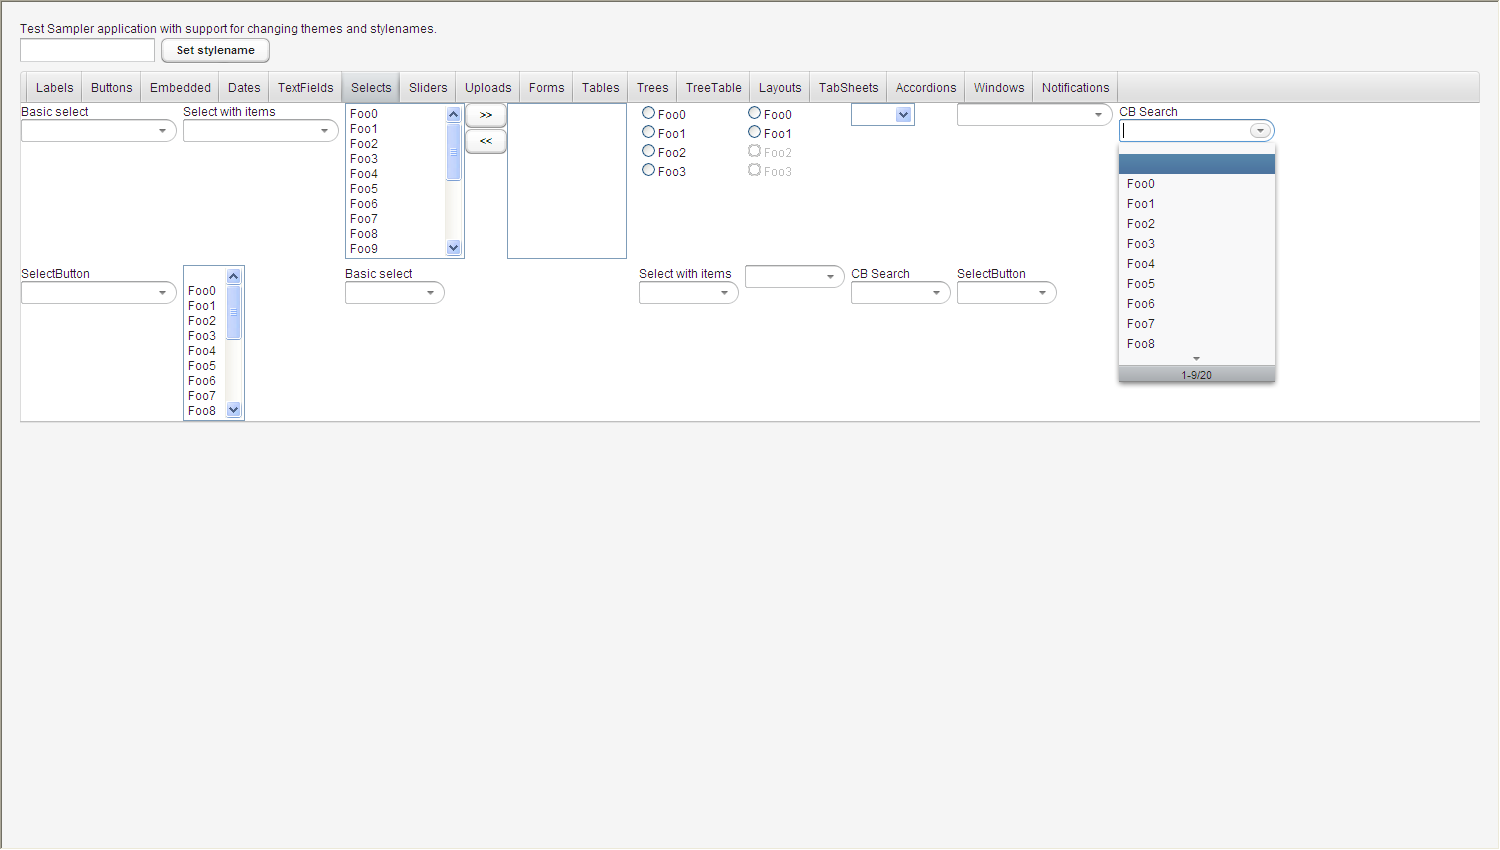 Test Sampler application with support for changing themes and stylenames.
Set stylename
Labels Buttons Embedded Dates TextFields Selects Sliders Uploads Forms Tables Trees TreeTable Layouts TabSheets Accordions Windows Notifications
Basic select
Select with items
Foo0
Foo1
Foo2
Foo3
Foo4
Foo5
Foo6
Foo7
Foo8
Foo9
>>
<<
Foo0
Foo1
Foo2
Foo3
Foo0
Foo1
Foo2
Foo3
CB Search
Foo0
Foo1
Foo2
Foo3
Foo4
Foo5
Foo6
Foo7
Foo8
1-9/20
SelectButton
Foo0
Foo1
Foo2
Foo3
Foo4
Foo5
Foo6
Foo7
Foo8
Basic select
Select with items
CB Search
SelectButton